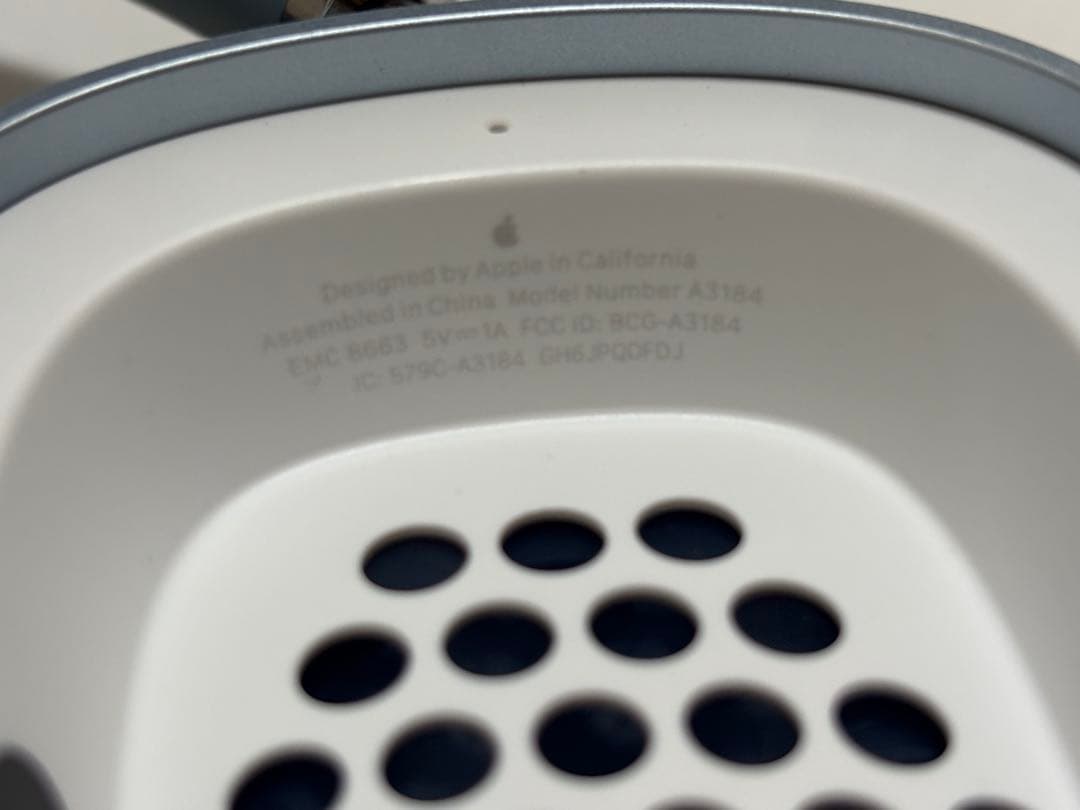 Designed by Apple in California
Assembled in China Model Number A3184
EMC 8663 5V⎓1A FCC ID: BCG-A3184
IC: 579C-A3184 GH6JPQDFDJ